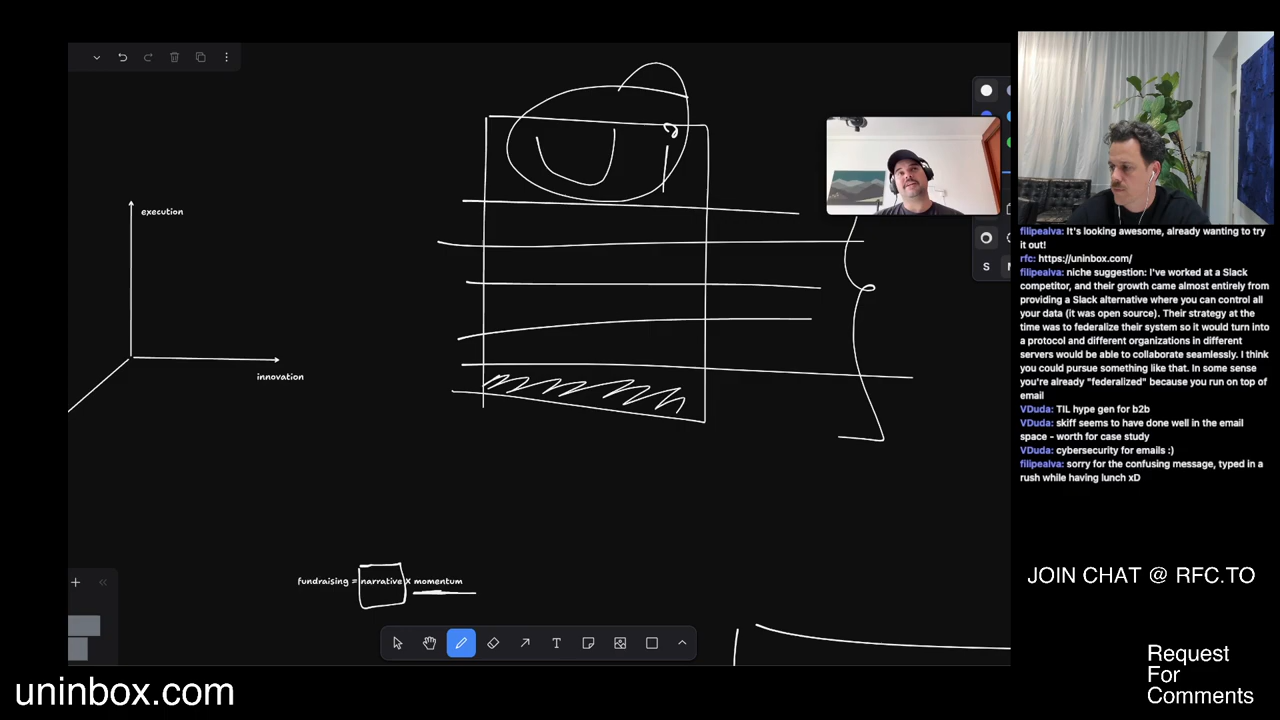 execution
innovation
fundraising = narrative x momentum
S
filipealva: It's looking awesome, already wanting to try
it out!
rfc: https://uninbox.com/
filipealva: niche suggestion: I've worked at a Slack
competitor, and their growth came almost entirely from
providing a Slack alternative where you can control all
your data (it was open source). Their strategy at the
time was to federalize their system so it would turn into
a protocol and different organizations in different
servers would be able to collaborate seamlessly. I think
you could pursue something like that. In some sense
you're already "federalized" because you run on top of
email
VDuda: TIL hype gen for b2b
VDuda: skiff seems to have done well in the email
space - worth for case study
VDuda: cybersecurity for emails :)
filipealva: sorry for the confusing message, typed in a
rush while having lunch xD
JOIN CHAT @ RFC.TO
Request
For
Comments
uninbox.com